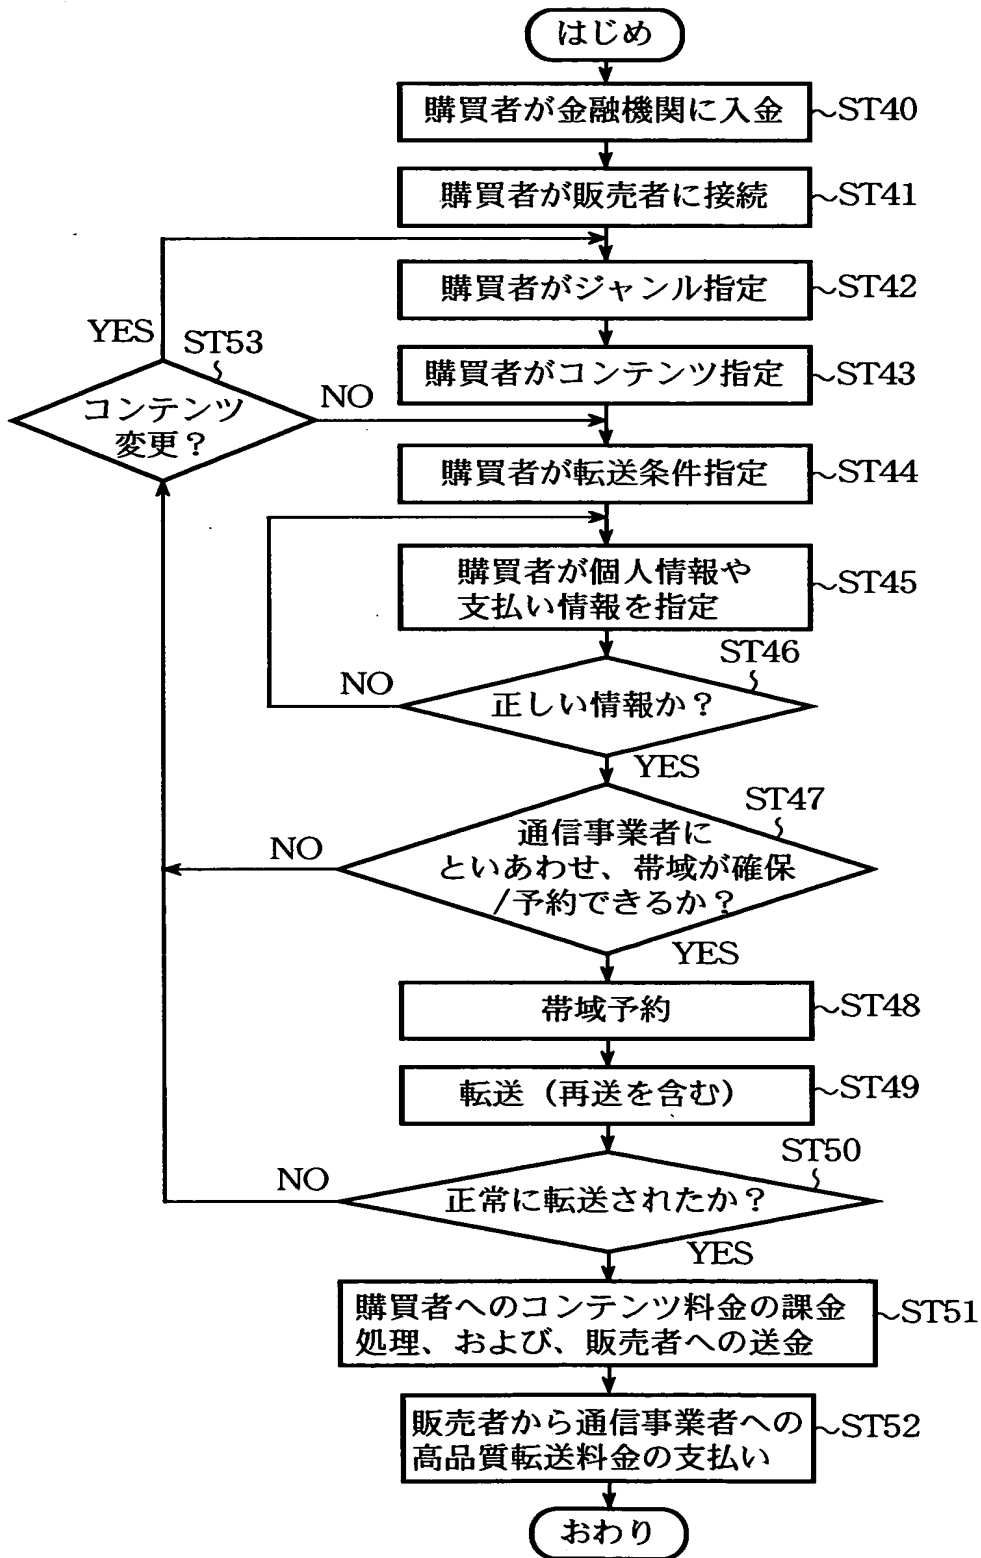 はじめ
購買者が金融機関に入金
~ST40
購買者が販売者に接続
~ST41
購買者がジャンル指定
~ST42
YES
ST53
購買者がコンテンツ指定
~ST43
コンテンツ
変更?
NO
購買者が転送条件指定
~ST44
購買者が個人情報や
支払い情報を指定
~ST45
ST46
NO
正しい情報か?
YES
ST47
通信事業者に
といあわせ、帯域が確保
/予約できるか?
NO
YES
帯域予約
~ST48
転送(再送を含む)
~ST49
ST50
NO
正常に転送されたか?
YES
購買者へのコンテンツ料金の課金
処理、および、販売者への送金
~ST51
販売者から通信事業者への
高品質転送料金の支払い
~ST52
おわり